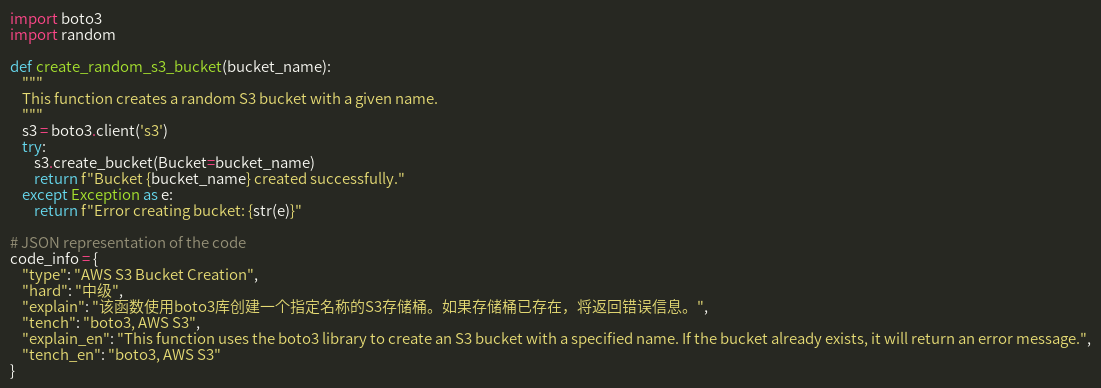 import boto3
import random

def create_random_s3_bucket(bucket_name):
    """
    This function creates a random S3 bucket with a given name.
    """
    s3 = boto3.client('s3')
    try:
        s3.create_bucket(Bucket=bucket_name)
        return f"Bucket {bucket_name} created successfully."
    except Exception as e:
        return f"Error creating bucket: {str(e)}"

# JSON representation of the code
code_info = {
    "type": "AWS S3 Bucket Creation",
    "hard": "中级",
    "explain": "该函数使用boto3库创建一个指定名称的S3存储桶。如果存储桶已存在，将返回错误信息。",
    "tench": "boto3, AWS S3",
    "explain_en": "This function uses the boto3 library to create an S3 bucket with a specified name. If the bucket already exists, it will return an error message.",
    "tench_en": "boto3, AWS S3"
}